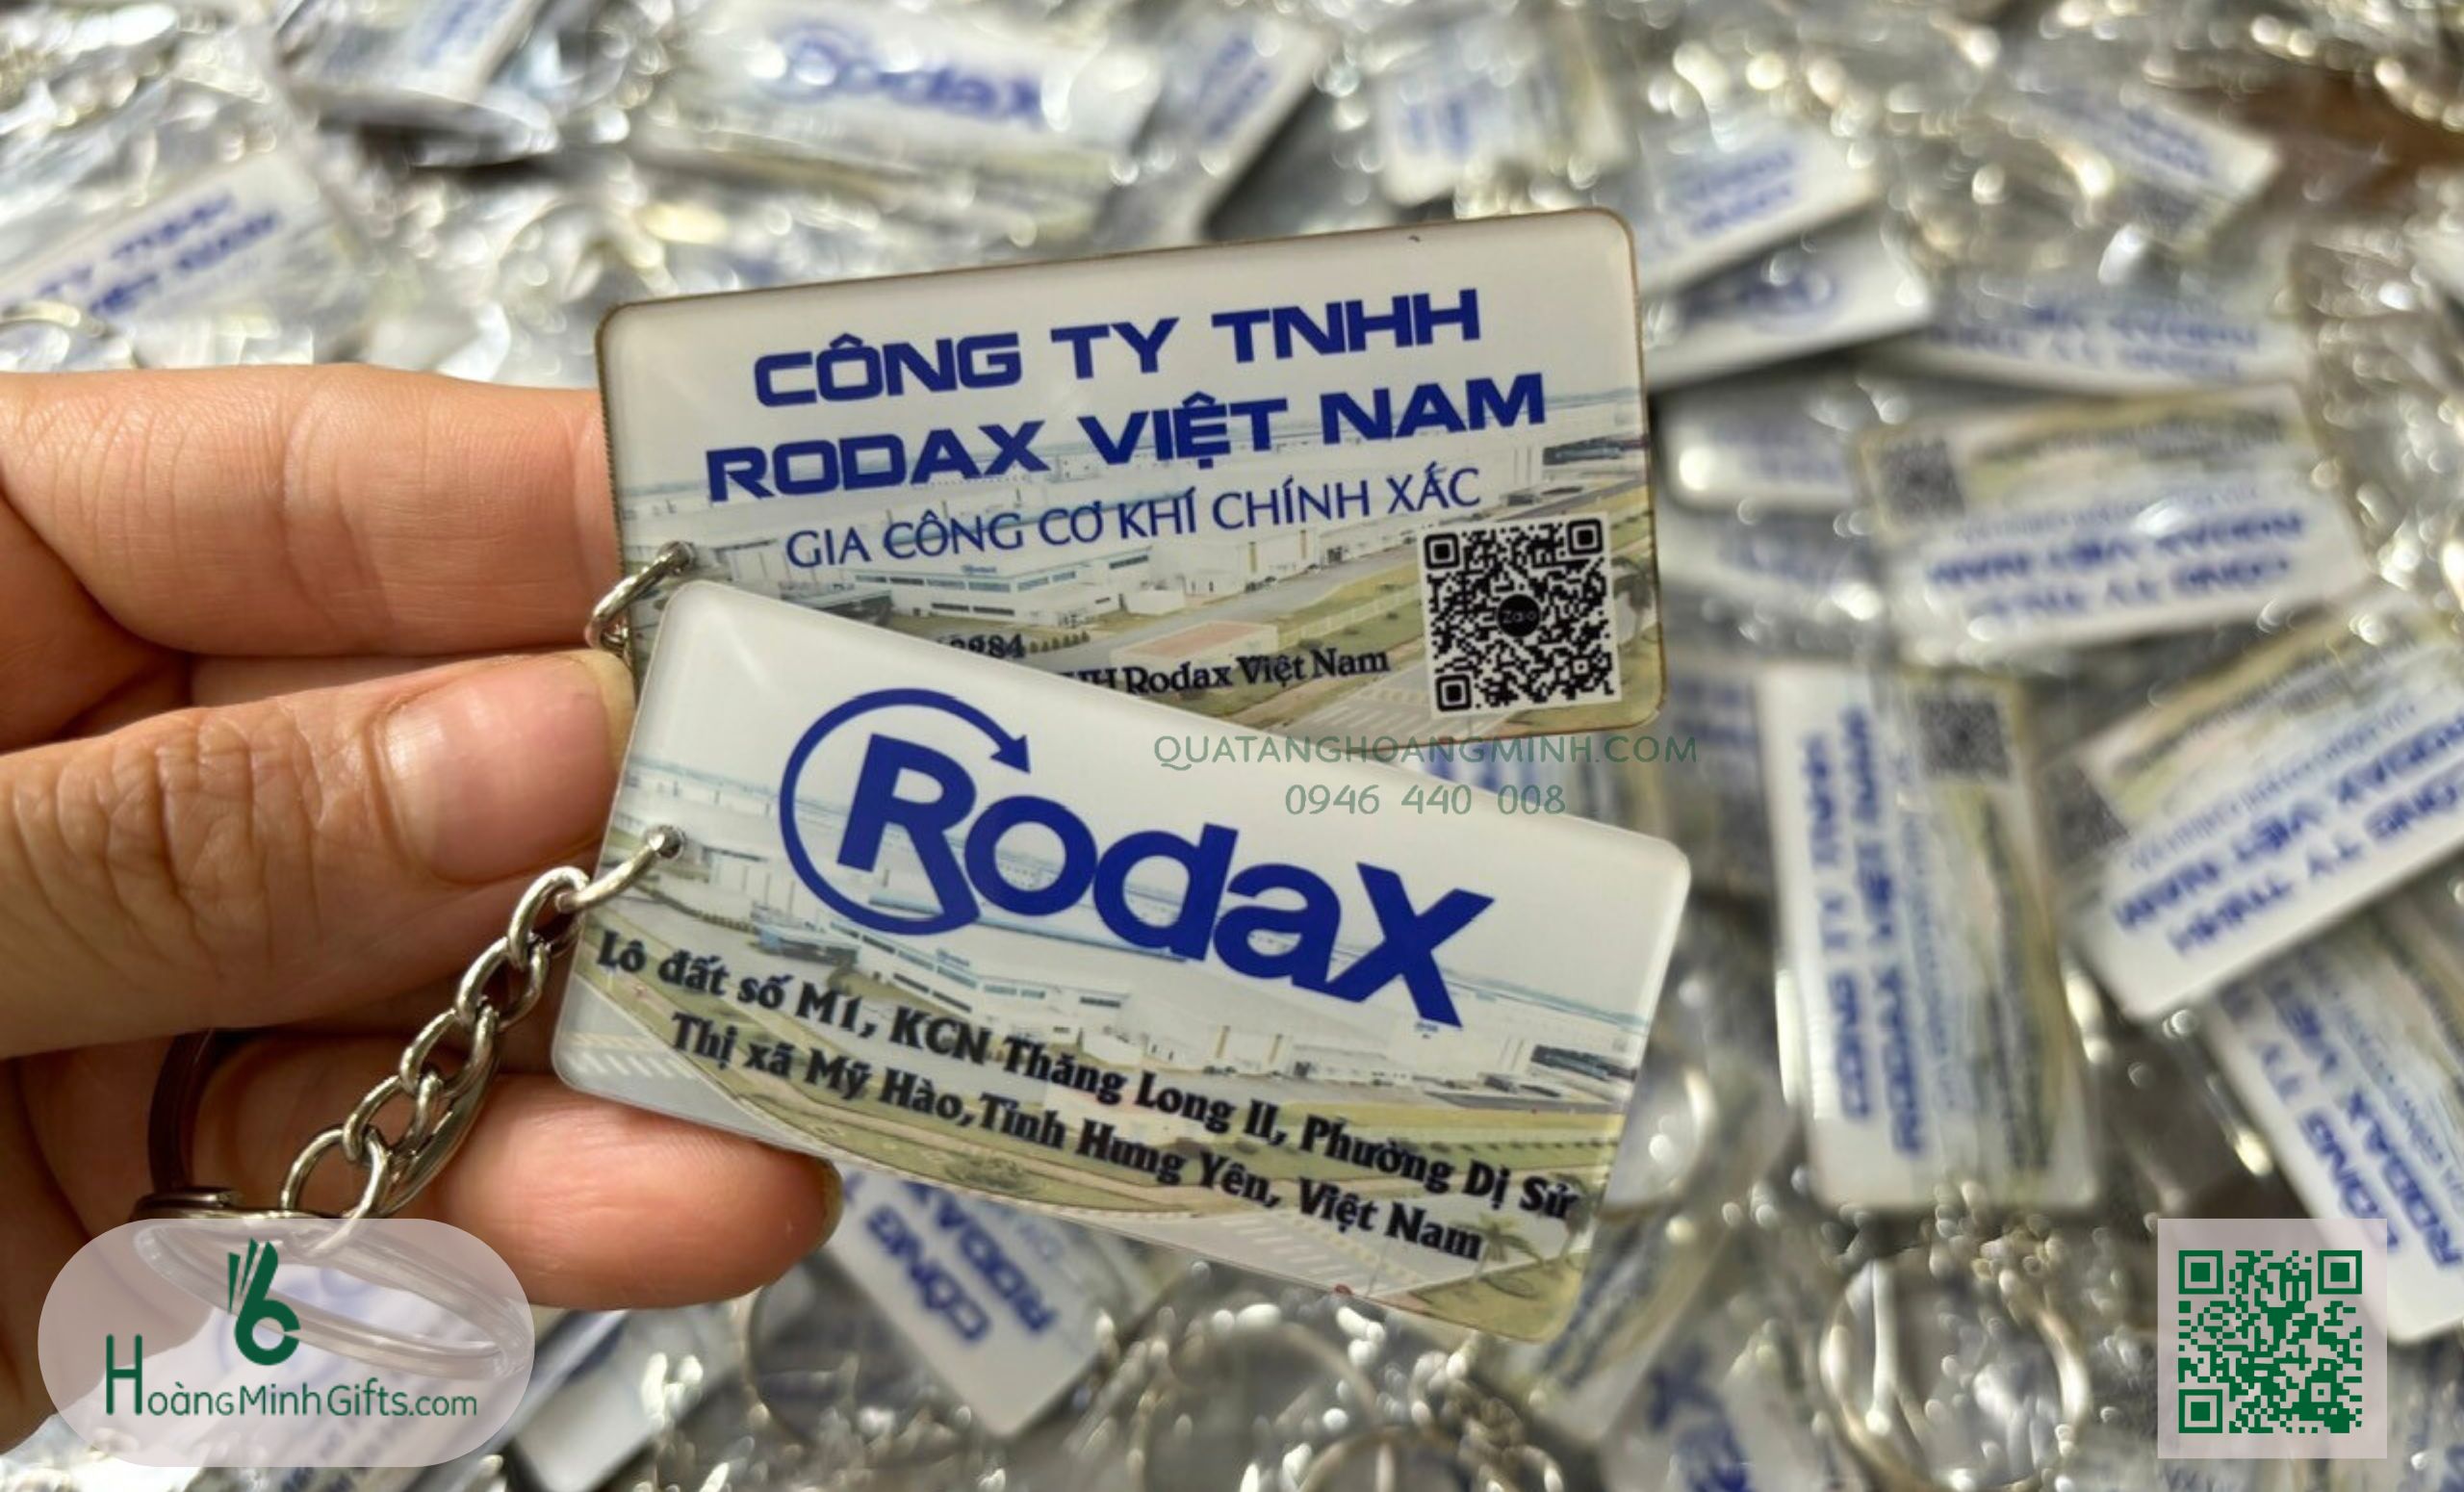 CÔNG TY TNHH
RODAX VIỆT NAM
GIA CÔNG CƠ KHÍ CHÍNH XÁC
Zalo
Rodax Việt Nam
QUATANGHOANGMINH.COM
0946 440 008
Rodax
Lô đất số M1, KCN Thăng Long II, Phường Dị Sử
Thị xã Mỹ Hào,Tỉnh Hưng Yên, Việt Nam
HoàngMinhGifts.com